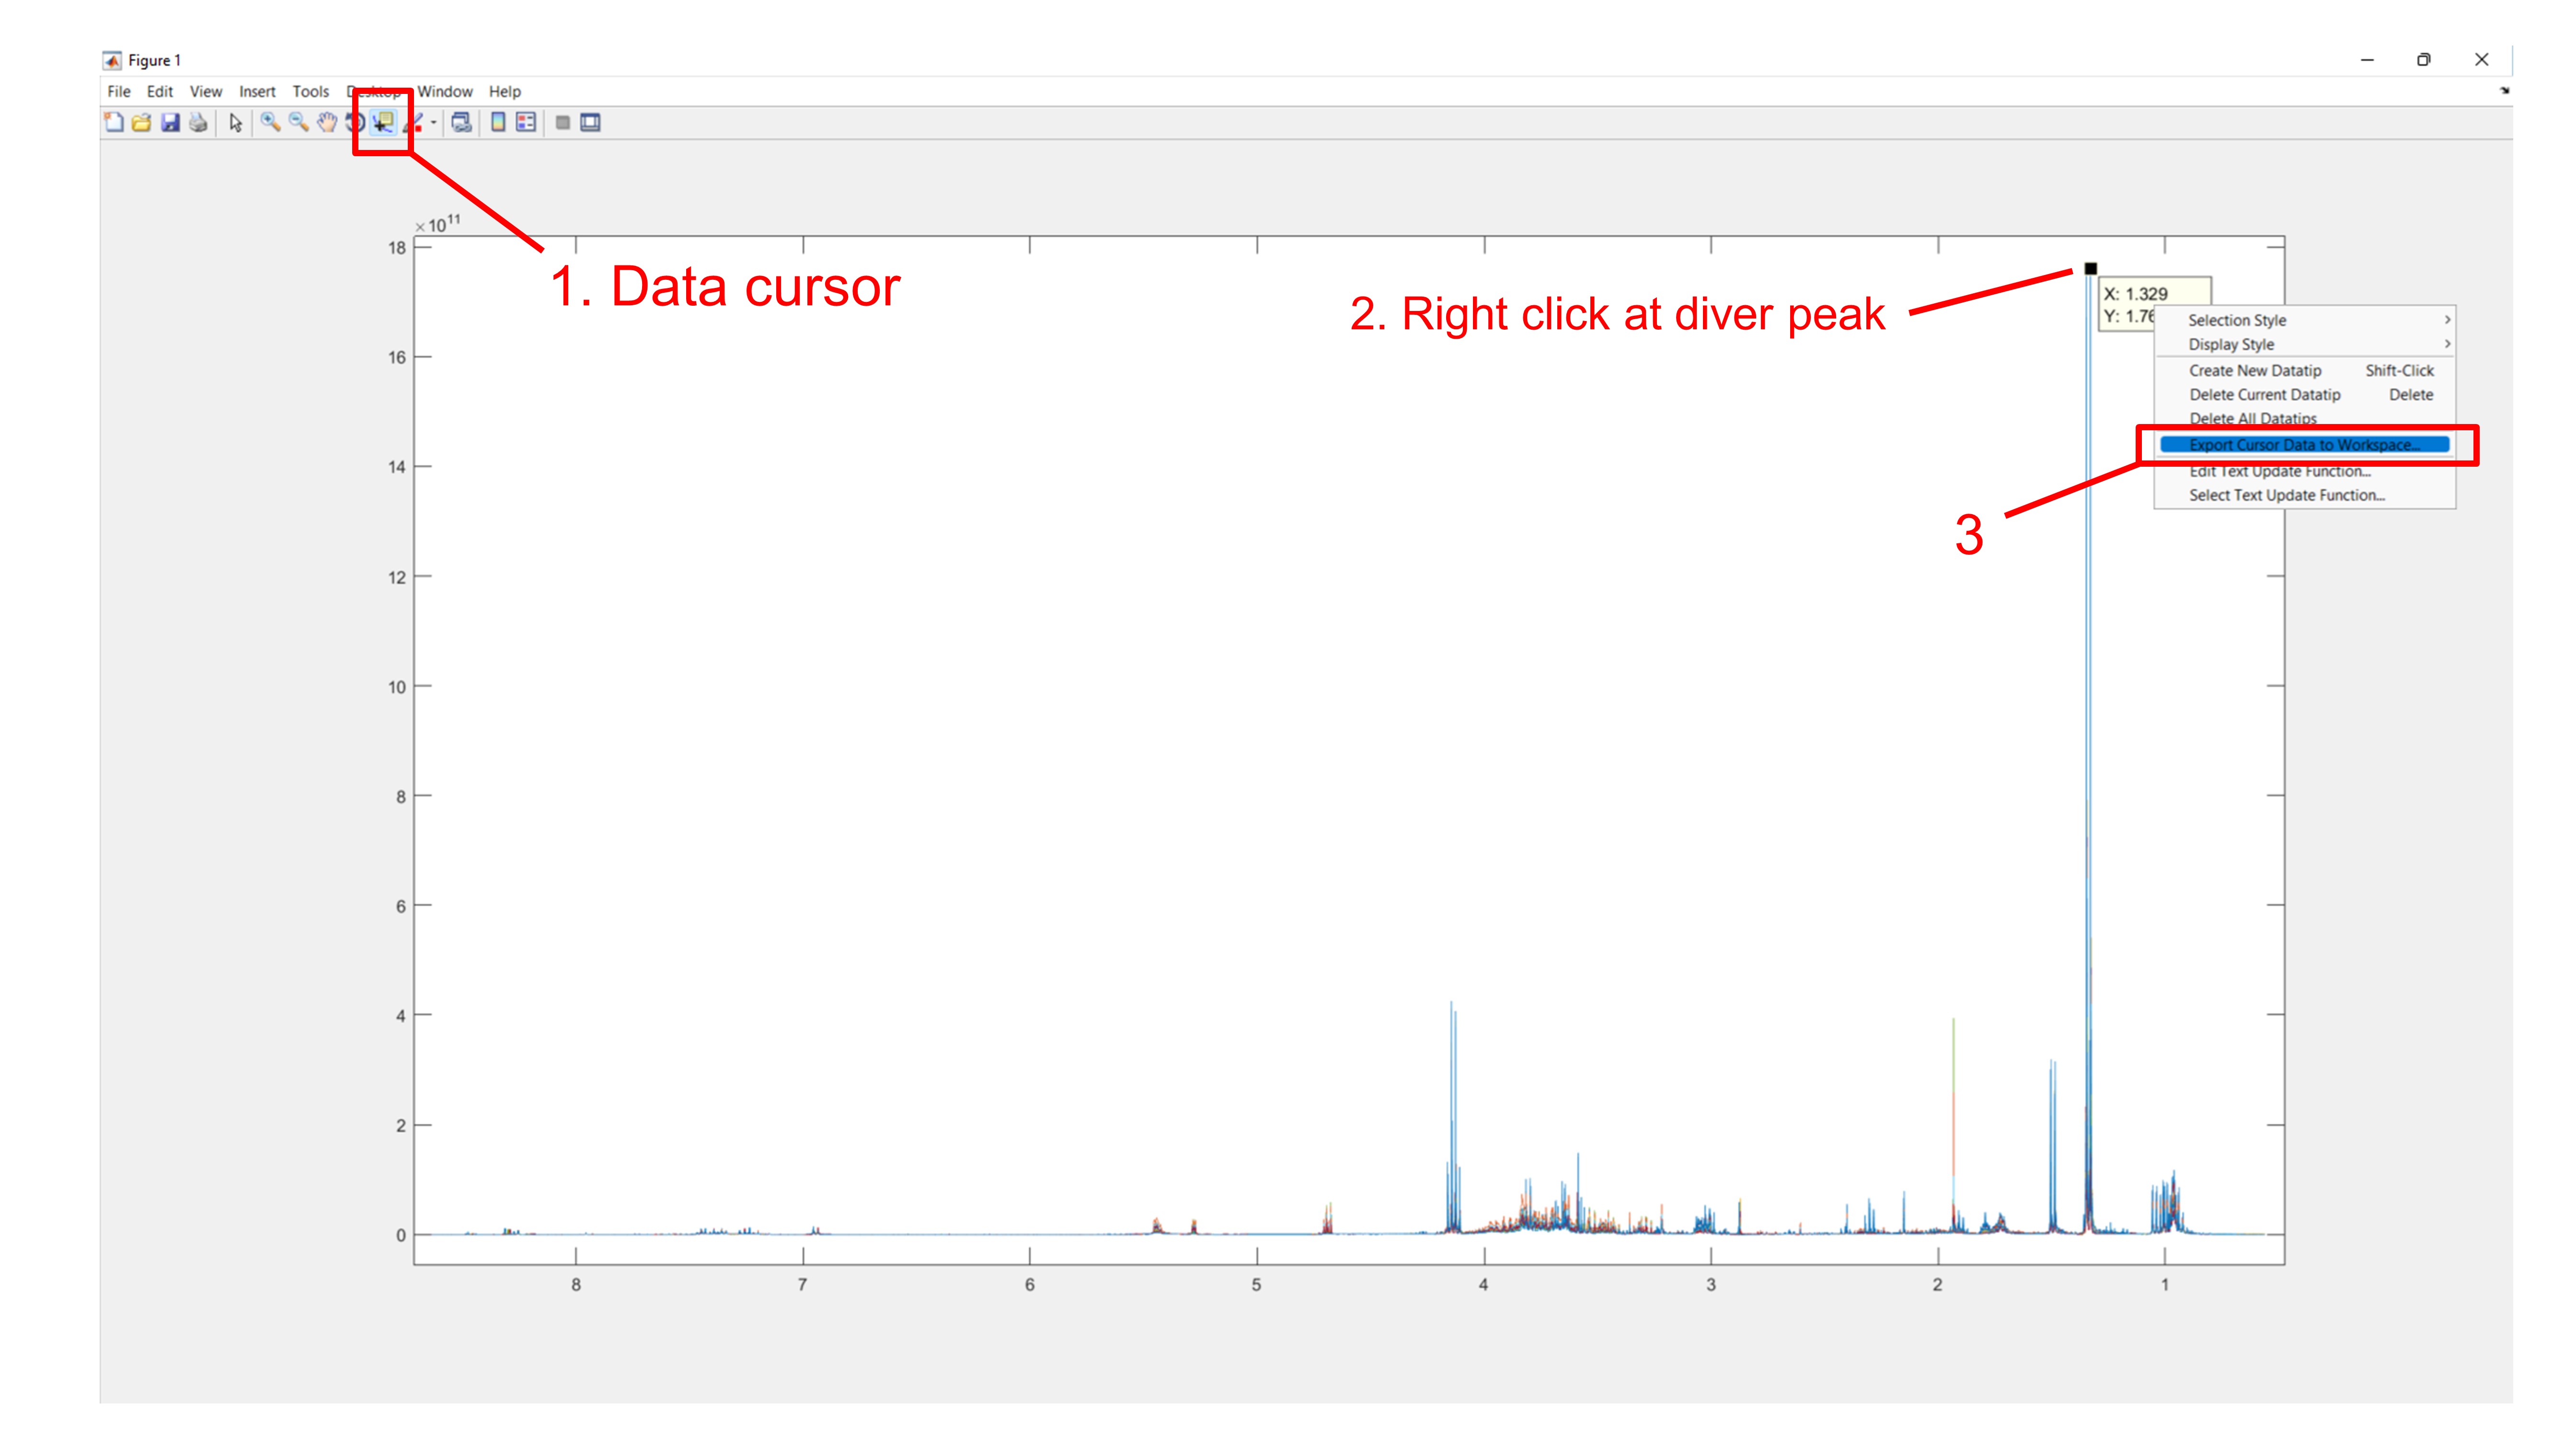 Figure 1
File Edit View Insert Tools Desktop Window Help
×10^11
18
16
14
12
10
8
6
4
2
0
8 7 6 5 4 3 2 1
1. Data cursor
2. Right click at diver peak
X: 1.329
Y: 1.76
Selection Style
Display Style
Create New Datatip Shift-Click
Delete Current Datatip Delete
Delete All Datatips
Export Cursor Data to Workspace...
Edit Text Update Function...
Select Text Update Function...
3